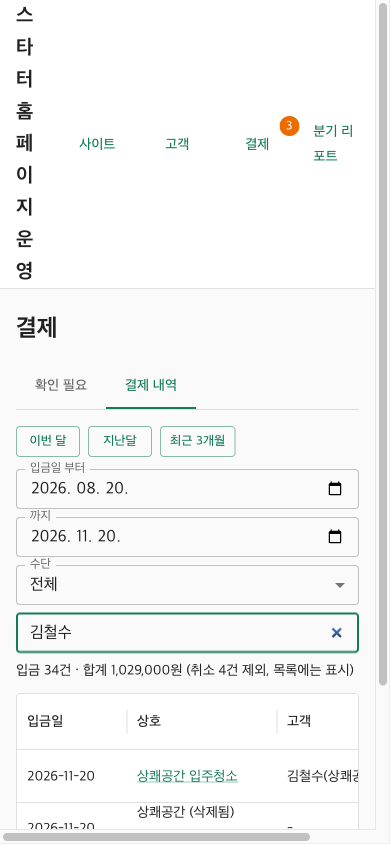 스
타
터
홈
페
이
지
운
영
사이트
고객
결제
3
분기 리
포트
결제
확인 필요
결제 내역
이번 달
지난달
최근 3개월
입금일 부터
2026. 08. 20.
까지
2026. 11. 20.
수단
전체
김철수
입금 34건 · 합계 1,029,000원 (취소 4건 제외, 목록에는 표시)
입금일
상호
고객
2026-11-20
상쾌공간 입주청소
김철수(상쾌공
상쾌공간 (삭제됨)
2026-11-20
-